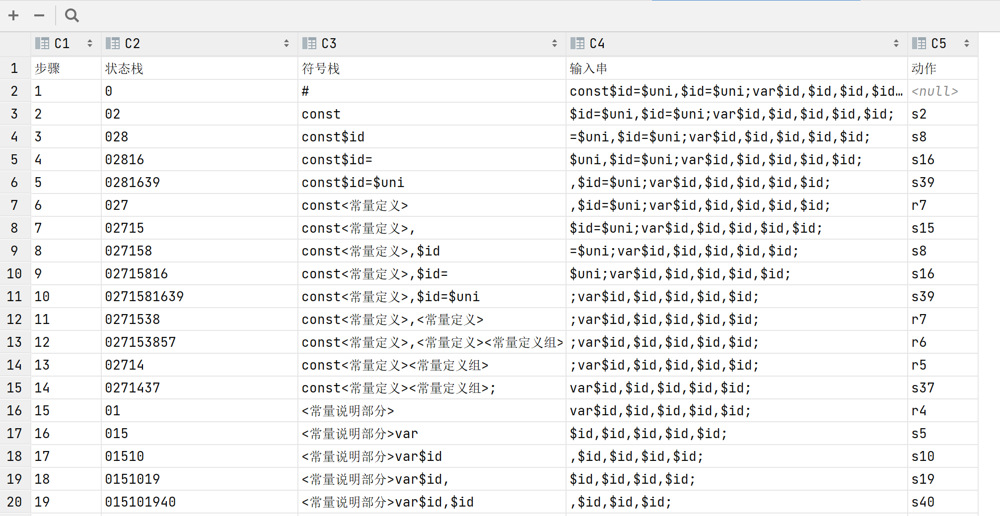 C1 C2 C3 C4 C5
1 步骤 状态栈 符号栈 输入串 动作
2 1 0 # const$id=$uni,$id=$uni;var$id,$id,$id,$id… <null>
3 2 02 const $id=$uni,$id=$uni;var$id,$id,$id,$id,$id; s2
4 3 028 const$id =$uni,$id=$uni;var$id,$id,$id,$id,$id; s8
5 4 02816 const$id= $uni,$id=$uni;var$id,$id,$id,$id,$id; s16
6 5 0281639 const$id=$uni ,$id=$uni;var$id,$id,$id,$id,$id; s39
7 6 027 const<常量定义> ,$id=$uni;var$id,$id,$id,$id,$id; r7
8 7 02715 const<常量定义>, $id=$uni;var$id,$id,$id,$id,$id; s15
9 8 027158 const<常量定义>,$id =$uni;var$id,$id,$id,$id,$id; s8
10 9 02715816 const<常量定义>,$id= $uni;var$id,$id,$id,$id,$id; s16
11 10 0271581639 const<常量定义>,$id=$uni ;var$id,$id,$id,$id,$id; s39
12 11 0271538 const<常量定义>,<常量定义> ;var$id,$id,$id,$id,$id; r7
13 12 027153857 const<常量定义>,<常量定义><常量定义组> ;var$id,$id,$id,$id,$id; r6
14 13 02714 const<常量定义><常量定义组> ;var$id,$id,$id,$id,$id; r5
15 14 0271437 const<常量定义><常量定义组>; var$id,$id,$id,$id,$id; s37
16 15 01 <常量说明部分> var$id,$id,$id,$id,$id; r4
17 16 015 <常量说明部分>var $id,$id,$id,$id,$id; s5
18 17 01510 <常量说明部分>var$id ,$id,$id,$id,$id; s10
19 18 0151019 <常量说明部分>var$id, $id,$id,$id,$id; s19
20 19 015101940 <常量说明部分>var$id,$id ,$id,$id,$id; s40